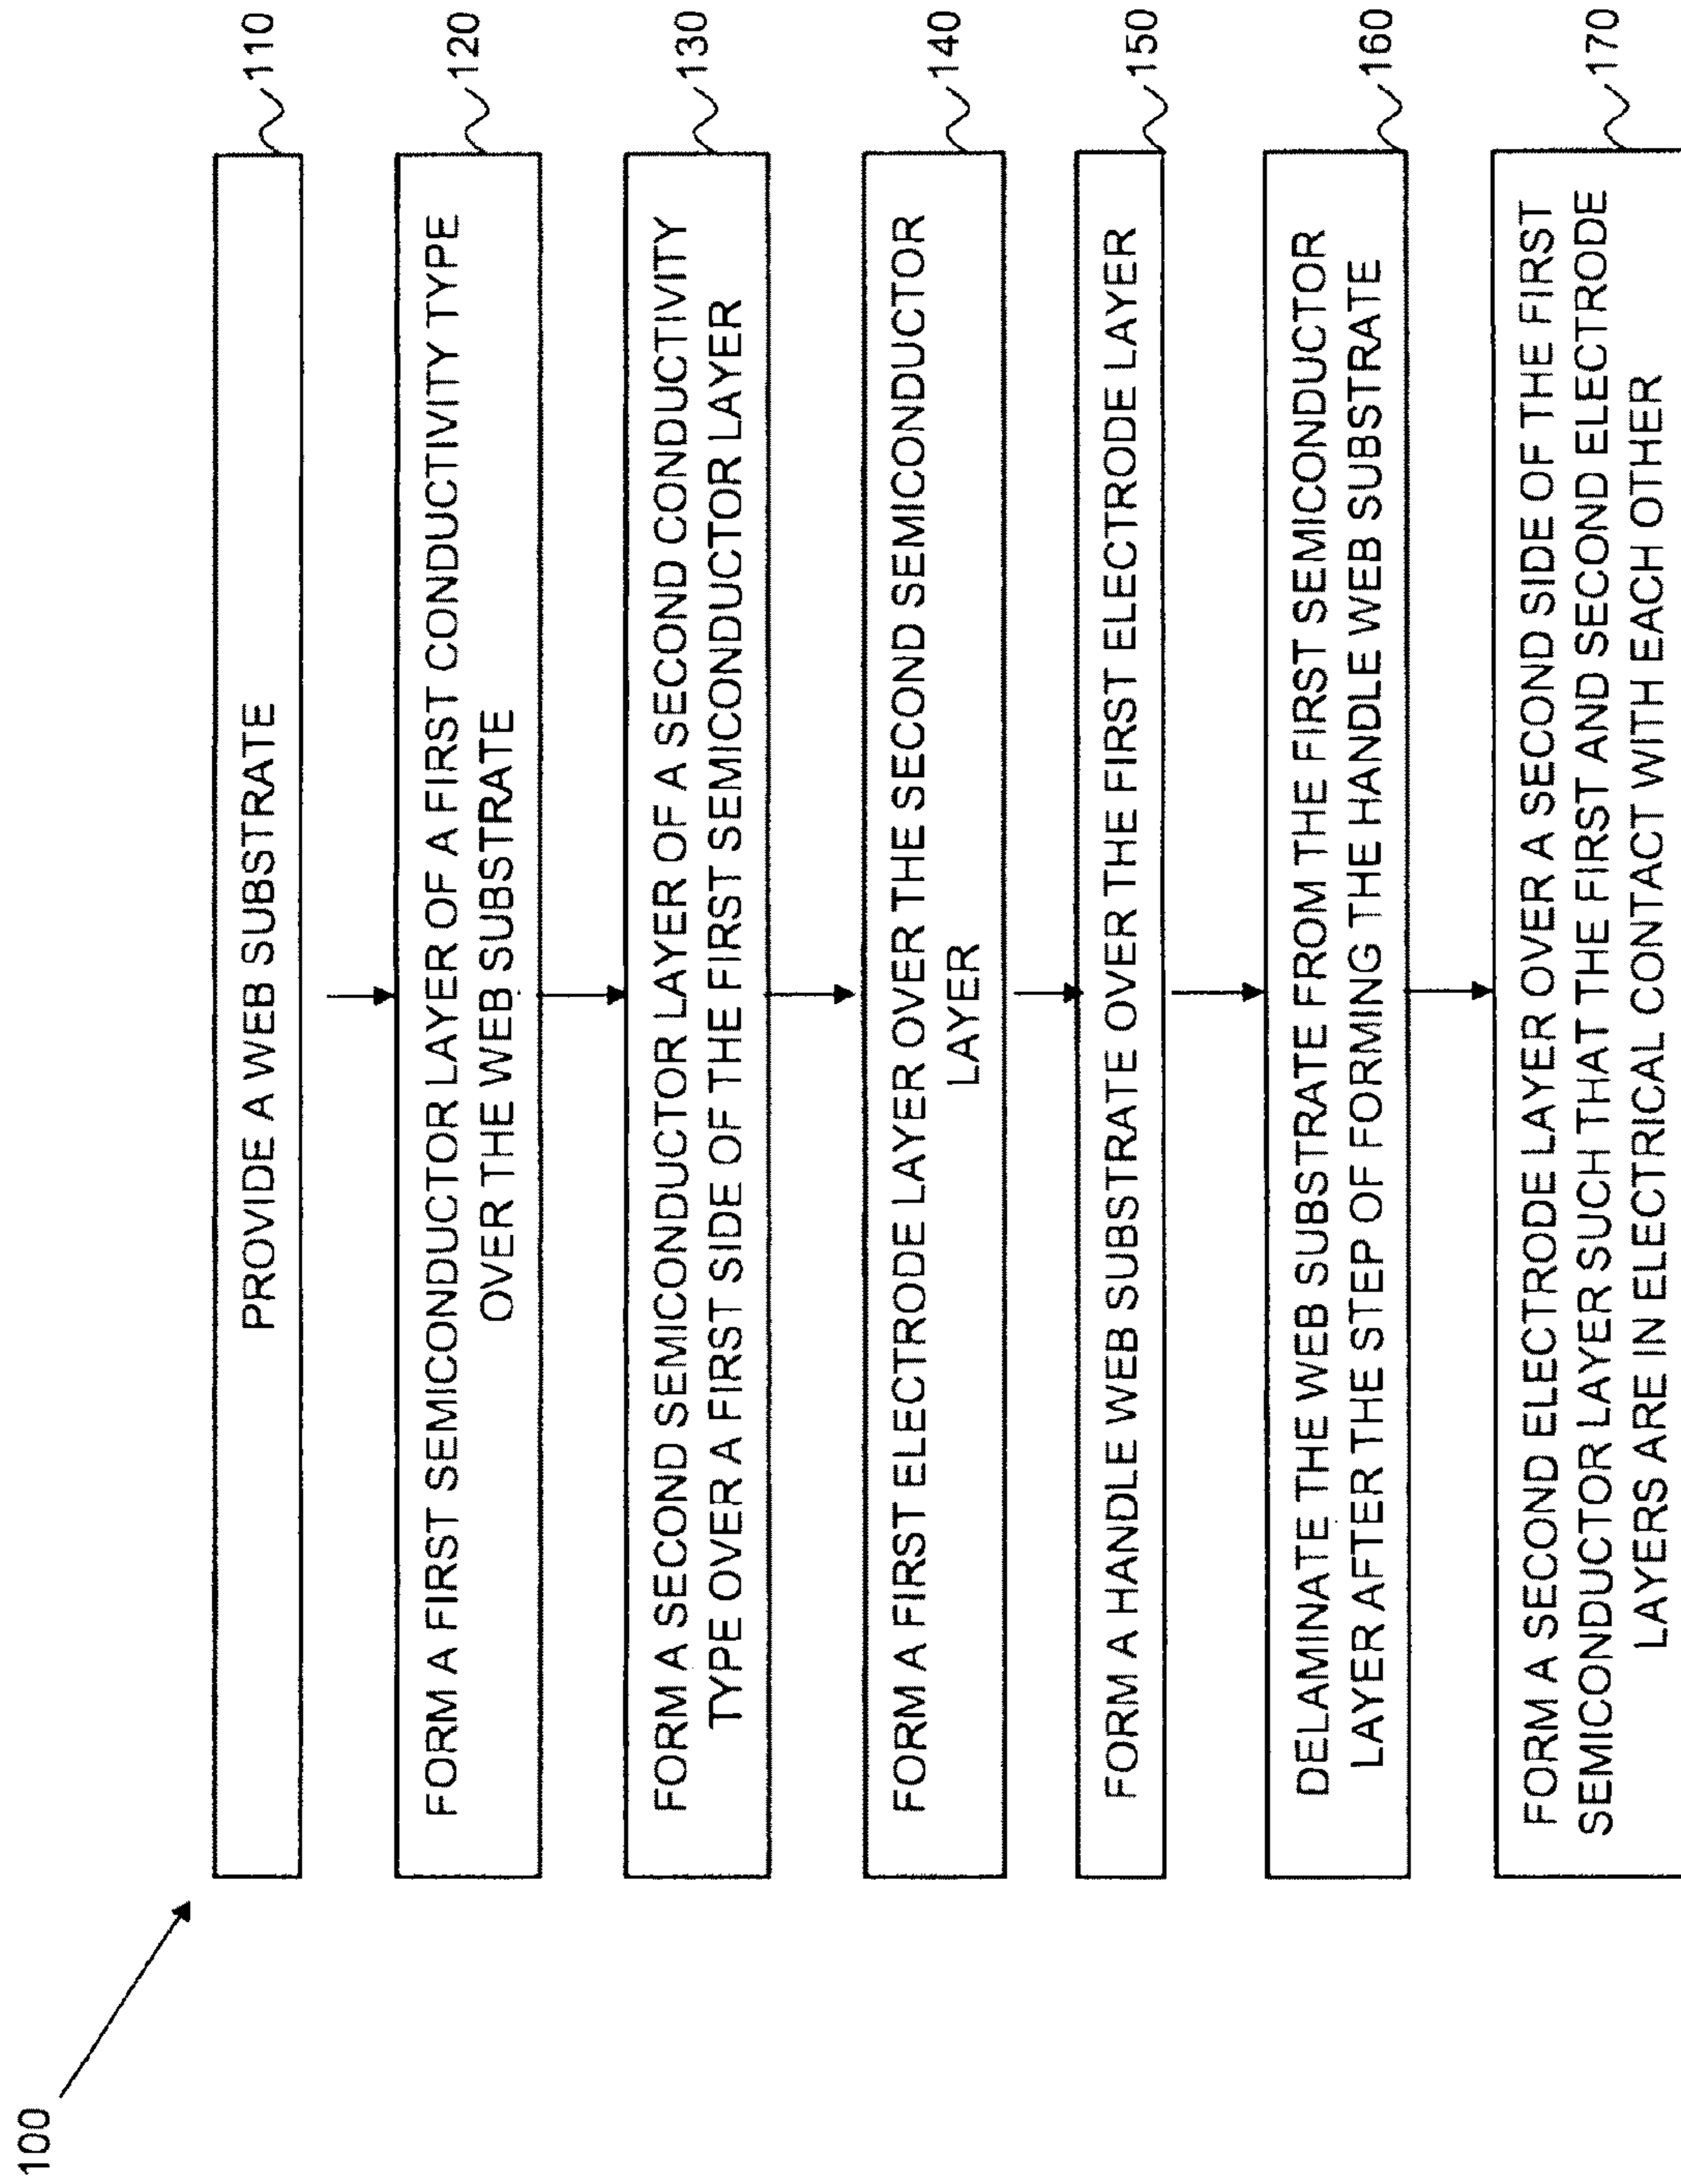 100
PROVIDE A WEB SUBSTRATE
110
FORM A FIRST SEMICONDUCTOR LAYER OF A FIRST CONDUCTIVITY TYPE
OVER THE WEB SUBSTRATE
120
FORM A SECOND SEMICONDUCTOR LAYER OF A SECOND CONDUCTIVITY
TYPE OVER A FIRST SIDE OF THE FIRST SEMICONDUCTOR LAYER
130
FORM A FIRST ELECTRODE LAYER OVER THE SECOND SEMICONDUCTOR
LAYER
140
FORM A HANDLE WEB SUBSTRATE OVER THE FIRST ELECTRODE LAYER
150
DELAMINATE THE WEB SUBSTRATE FROM THE FIRST SEMICONDUCTOR
LAYER AFTER THE STEP OF FORMING THE HANDLE WEB SUBSTRATE
160
FORM A SECOND ELECTRODE LAYER OVER A SECOND SIDE OF THE FIRST
SEMICONDUCTOR LAYER SUCH THAT THE FIRST AND SECOND ELECTRODE
LAYERS ARE IN ELECTRICAL CONTACT WITH EACH OTHER
170